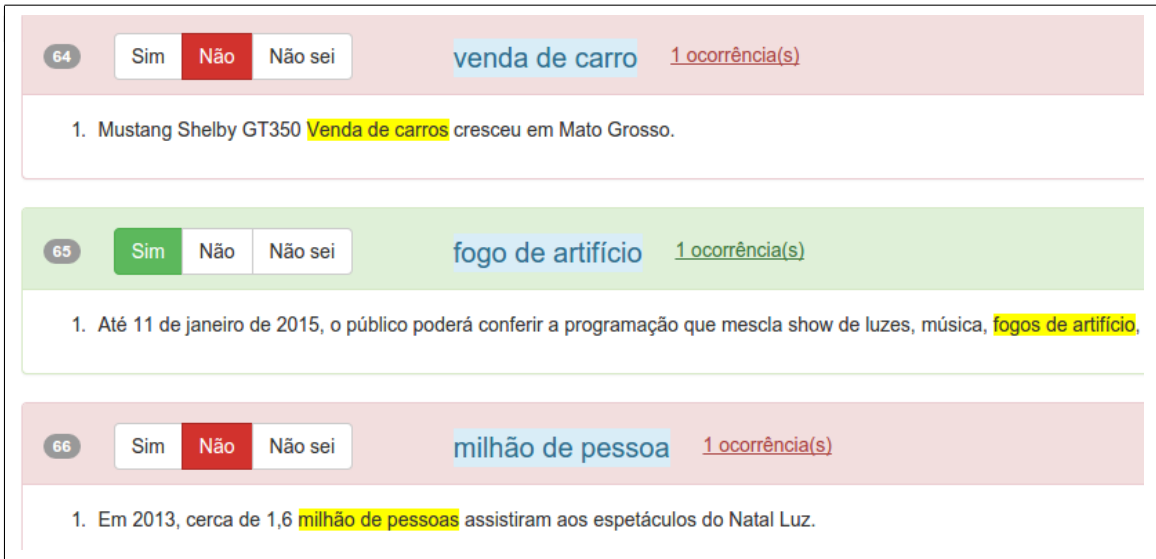 64 Sim Não Não sei venda de carro 1 ocorrência(s)
1. Mustang Shelby GT350 Venda de carros cresceu em Mato Grosso.
65 Sim Não Não sei fogo de artifício 1 ocorrência(s)
1. Até 11 de janeiro de 2015, o público poderá conferir a programação que mescla show de luzes, música, fogos de artifício,
66 Sim Não Não sei milhão de pessoa 1 ocorrência(s)
1. Em 2013, cerca de 1,6 milhão de pessoas assistiram aos espetáculos do Natal Luz.